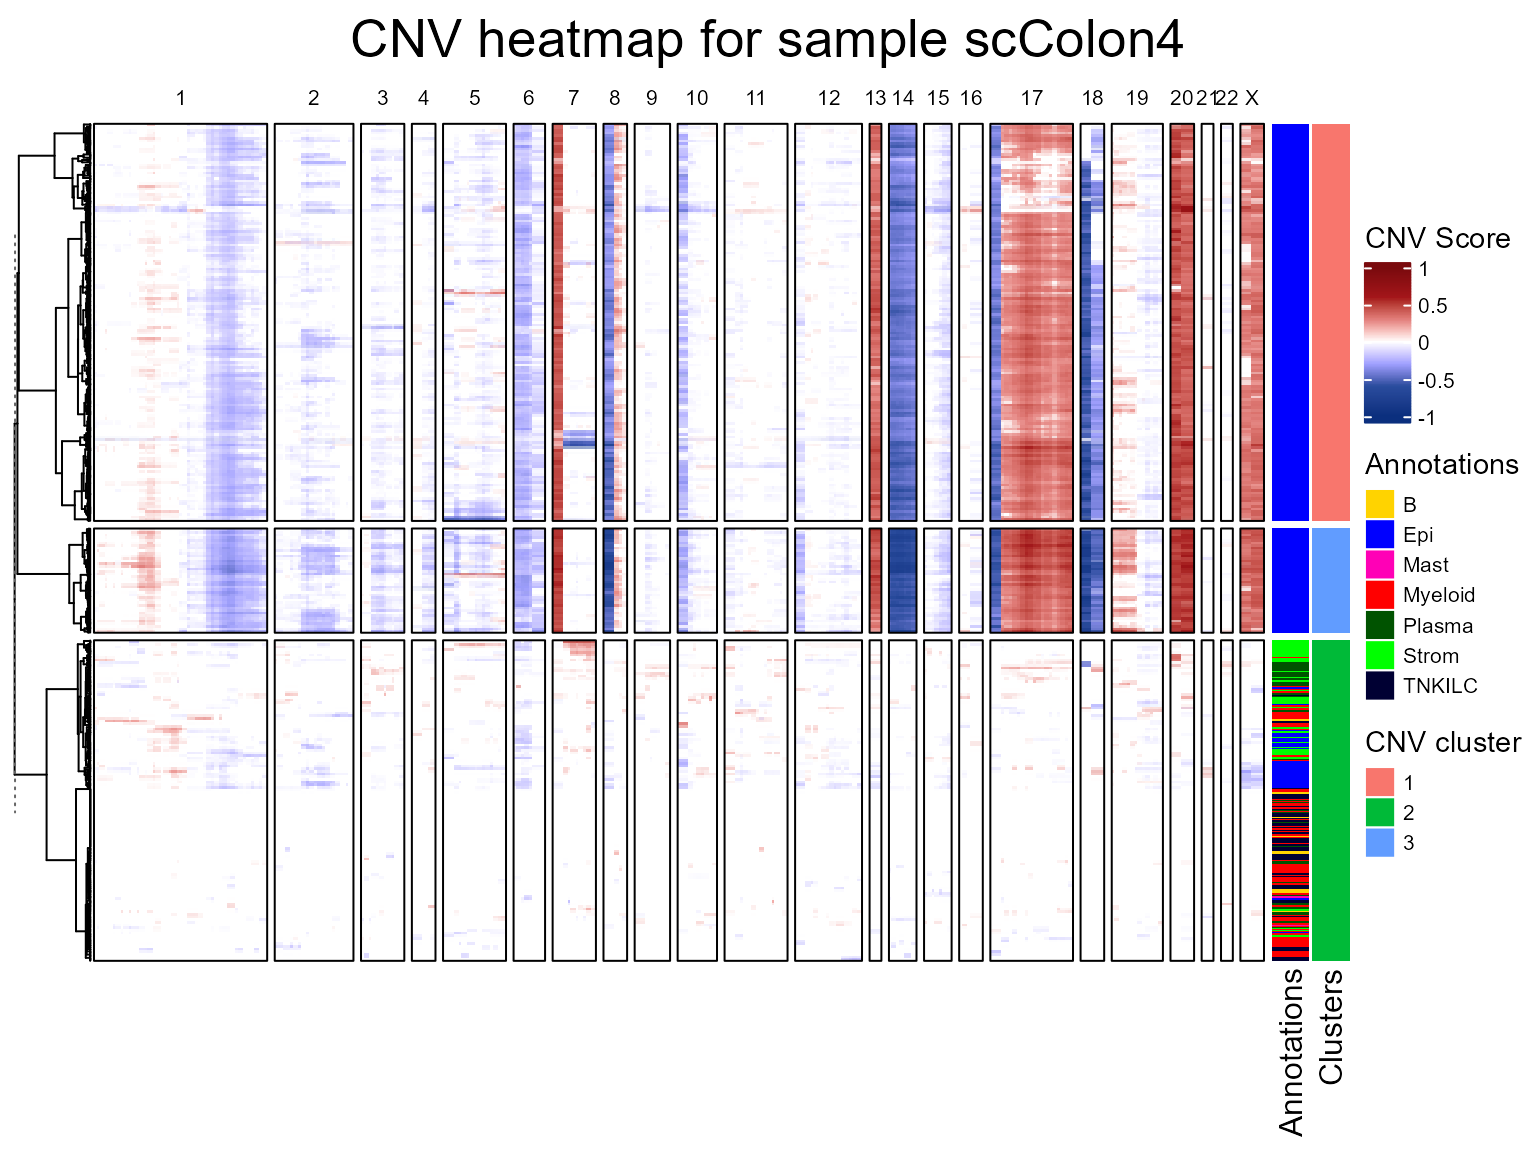 CNV heatmap for sample scColon4
1 2 3 4 5 6 7 8 9 10 11 12 13 14 15 16 17 18 19 20 21 22 X
CNV Score
1
0.5
0
-0.5
-1
Annotations
B
Epi
Mast
Myeloid
Plasma
Strom
TNKILC
CNV cluster
1
2
3
Annotations
Clusters